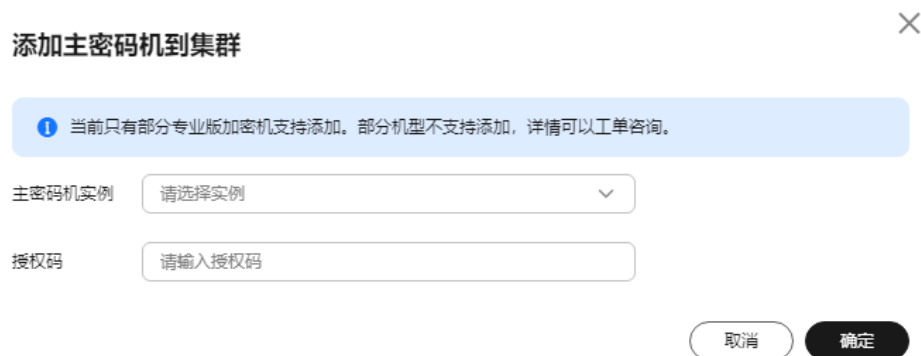 添加主密码机到集群
当前只有部分专业版加密机支持添加。部分机型不支持添加，详情可以工单咨询。
主密码机实例 请选择实例
授权码 请输入授权码
取消 确定